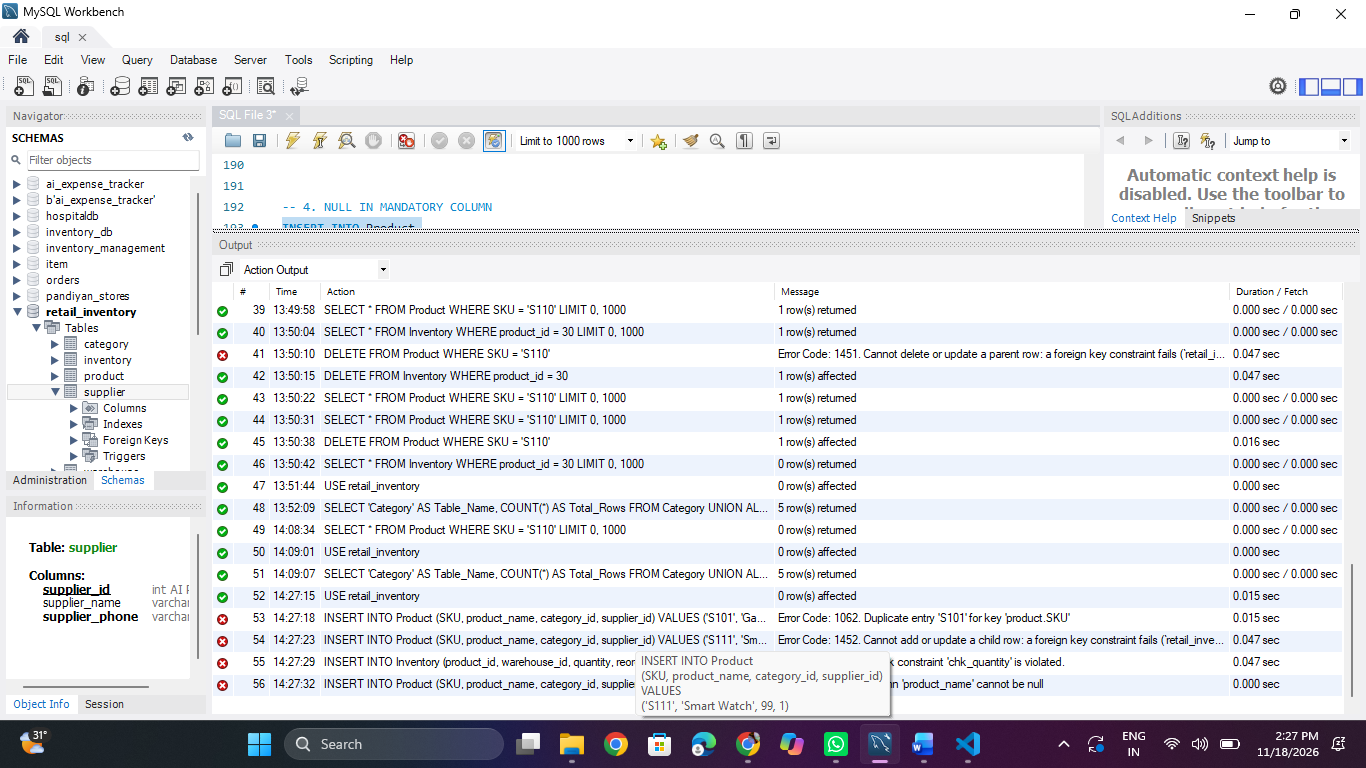 MySQL Workbench
sql
File Edit View Query Database Server Tools Scripting Help
Navigator
SCHEMAS
Filter objects
ai_expense_tracker
b'ai_expense_tracker'
hospitaldb
inventory_db
inventory_management
item
orders
pandiyan_stores
retail_inventory
Tables
category
inventory
product
supplier
Columns
Indexes
Foreign Keys
Triggers
Administration Schemas
Information
Table: supplier
Columns:
supplier_id int AI
supplier_name varchar
supplier_phone varchar
Object Info Session
SQL File 3*
Limit to 1000 rows
190
191
192 -- 4. NULL IN MANDATORY COLUMN
193 INSERT INTO Product
SQLAdditions
Jump to
Automatic context help is
disabled. Use the toolbar to
Context Help Snippets
Output
Action Output
# Time Action Message Duration / Fetch
39 13:49:58 SELECT * FROM Product WHERE SKU = 'S110' LIMIT 0, 1000 1 row(s) returned 0.000 sec / 0.000 sec
40 13:50:04 SELECT * FROM Inventory WHERE product_id = 30 LIMIT 0, 1000 1 row(s) returned 0.000 sec / 0.000 sec
41 13:50:10 DELETE FROM Product WHERE SKU = 'S110' Error Code: 1451. Cannot delete or update a parent row: a foreign key constraint fails (`retail_i... 0.047 sec
42 13:50:15 DELETE FROM Inventory WHERE product_id = 30 1 row(s) affected 0.047 sec
43 13:50:22 SELECT * FROM Product WHERE SKU = 'S110' LIMIT 0, 1000 1 row(s) returned 0.000 sec / 0.000 sec
44 13:50:31 SELECT * FROM Product WHERE SKU = 'S110' LIMIT 0, 1000 1 row(s) returned 0.000 sec / 0.000 sec
45 13:50:38 DELETE FROM Product WHERE SKU = 'S110' 1 row(s) affected 0.016 sec
46 13:50:42 SELECT * FROM Inventory WHERE product_id = 30 LIMIT 0, 1000 0 row(s) returned 0.000 sec / 0.000 sec
47 13:51:44 USE retail_inventory 0 row(s) affected 0.000 sec
48 13:52:09 SELECT 'Category' AS Table_Name, COUNT(*) AS Total_Rows FROM Category UNION AL... 5 row(s) returned 0.000 sec / 0.000 sec
49 14:08:34 SELECT * FROM Product WHERE SKU = 'S110' LIMIT 0, 1000 0 row(s) returned 0.000 sec / 0.000 sec
50 14:09:01 USE retail_inventory 0 row(s) affected 0.000 sec
51 14:09:07 SELECT 'Category' AS Table_Name, COUNT(*) AS Total_Rows FROM Category UNION AL... 5 row(s) returned 0.000 sec / 0.000 sec
52 14:27:15 USE retail_inventory 0 row(s) affected 0.015 sec
53 14:27:18 INSERT INTO Product (SKU, product_name, category_id, supplier_id) VALUES ('S101', 'Ga... Error Code: 1062. Duplicate entry 'S101' for key 'product.SKU' 0.015 sec
54 14:27:23 INSERT INTO Product (SKU, product_name, category_id, supplier_id) VALUES ('S111', 'Sm... Error Code: 1452. Cannot add or update a child row: a foreign key constraint fails (`retail_inve... 0.047 sec
55 14:27:29 INSERT INTO Inventory (product_id, warehouse_id, quantity, reor k constraint 'chk_quantity' is violated. 0.047 sec
56 14:27:32 INSERT INTO Product (SKU, product_name, category_id, supplie n 'product_name' cannot be null 0.000 sec
INSERT INTO Product
(SKU, product_name, category_id, supplier_id)
VALUES
('S111', 'Smart Watch', 99, 1)
31°
Search
ENG
IN
2:27 PM
11/18/2026